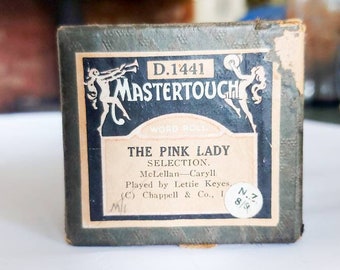 D.1441
MASTERTOUCH
WORD ROLL
THE PINK LADY
SELECTION.
McLellan—Caryll.
Played by Lettie Keyes.
(C) Chappell & Co.,
N.Z